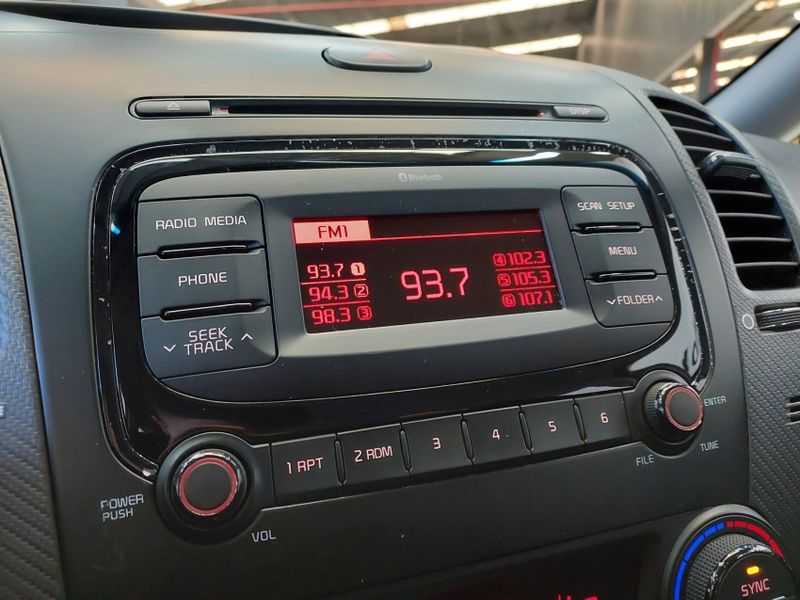 DISP
Bluetooth
RADIO MEDIA
PHONE
SEEK
TRACK
FM1
93.7 1
94.3 2
98.3 3
93.7
4 102.3
5 105.3
6 107.1
SCAN SETUP
MENU
FOLDER
1 RPT
2 RDM
3
4
5
6
ENTER
TUNE
FILE
POWER
PUSH
VOL
SYNC